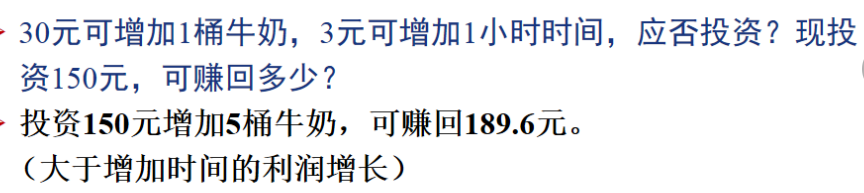 30元可增加1桶牛奶，3元可增加1小时时间，应否投资？现投
资150元，可赚回多少？
投资150元增加5桶牛奶，可赚回189.6元。
（大于增加时间的利润增长）